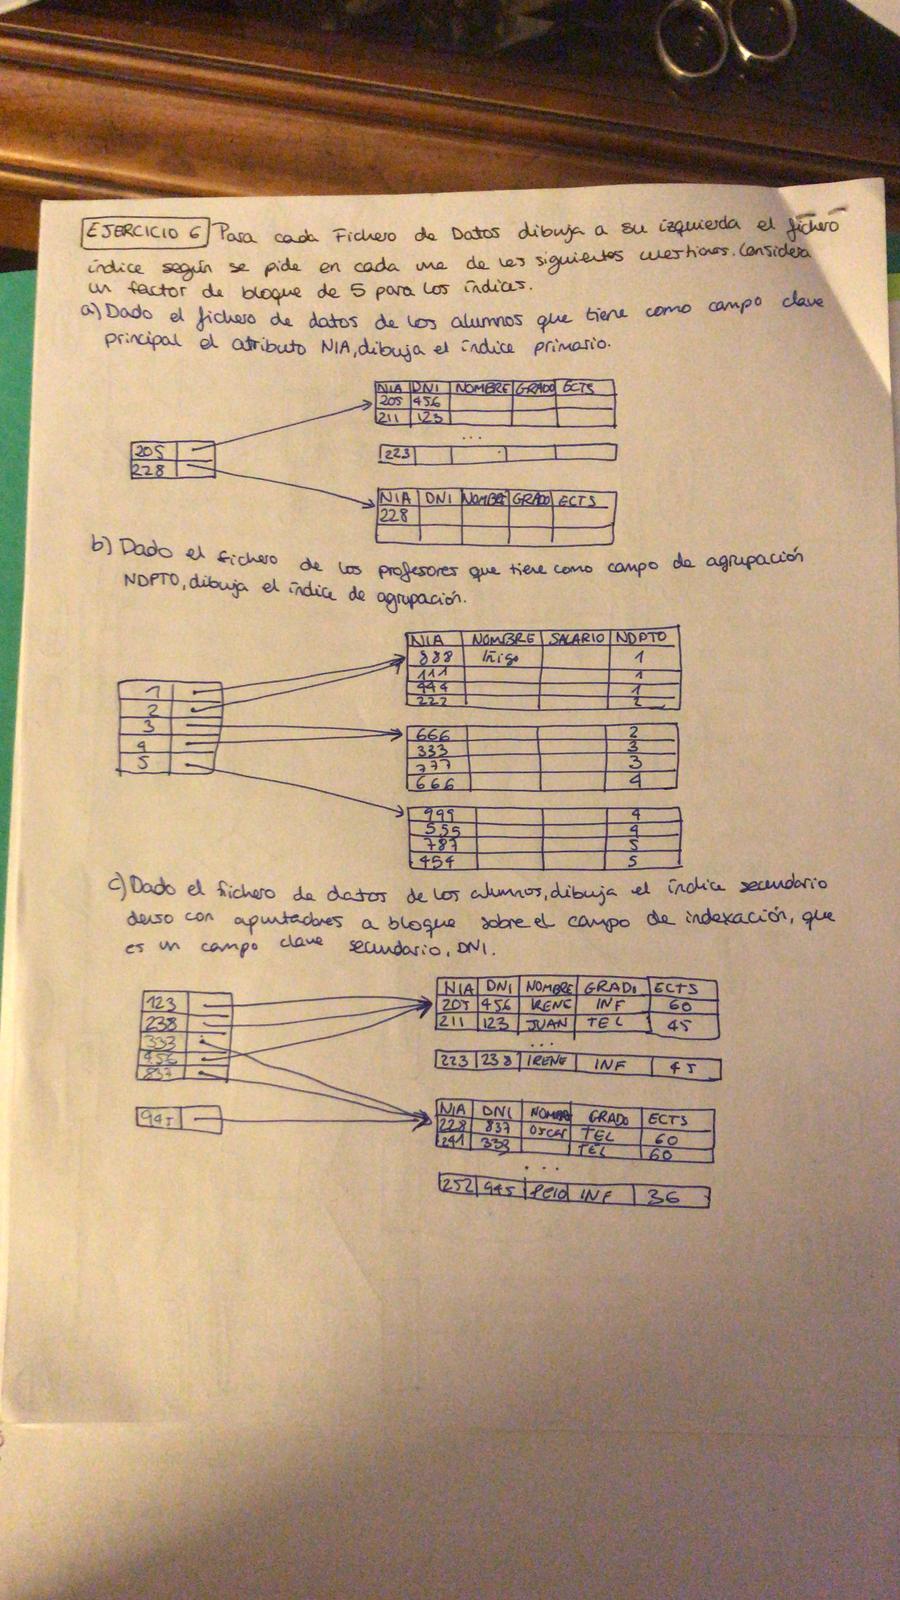 EJERCICIO 6 Para cada Fichero de Datos dibuja a su izquierda el fichero
índice según se pide en cada una de las siguientes cuestiones. Considera
un factor de bloque de 5 para los índices.
a) Dado el fichero de datos de los alumnos que tiene como campo clave
principal el atributo NIA, dibuja el índice primario.
NIA DNI NOMBRE GRADO ECTS
205 456
211 123
...
205
228
223
NIA DNI NOMBRE GRADO ECTS
228
b) Dado el fichero de los profesores que tiene como campo de agrupación
NDPTO, dibuja el índice de agrupación.
NIA NOMBRE SALARIO NDPTO
888 Iñigo 1
111 1
444 1
222 2
1
2
3
4
5
666 2
333 3
777 3
666 4
999 4
555 4
787 5
454 5
c) Dado el fichero de datos de los alumnos, dibuja el índice secundario
denso con apuntadores a bloque sobre el campo de indexación, que
es un campo clave secundario, DNI.
123
238
333
456
837
945
NIA DNI NOMBRE GRADO ECTS
205 456 IRENE INF 60
211 123 JUAN TEL 45
...
223 238 IRENE INF 45
NIA DNI NOMBRE GRADO ECTS
228 837 OSCAR TEL 60
241 333 TEL 60
...
252 945 PEIO INF 36